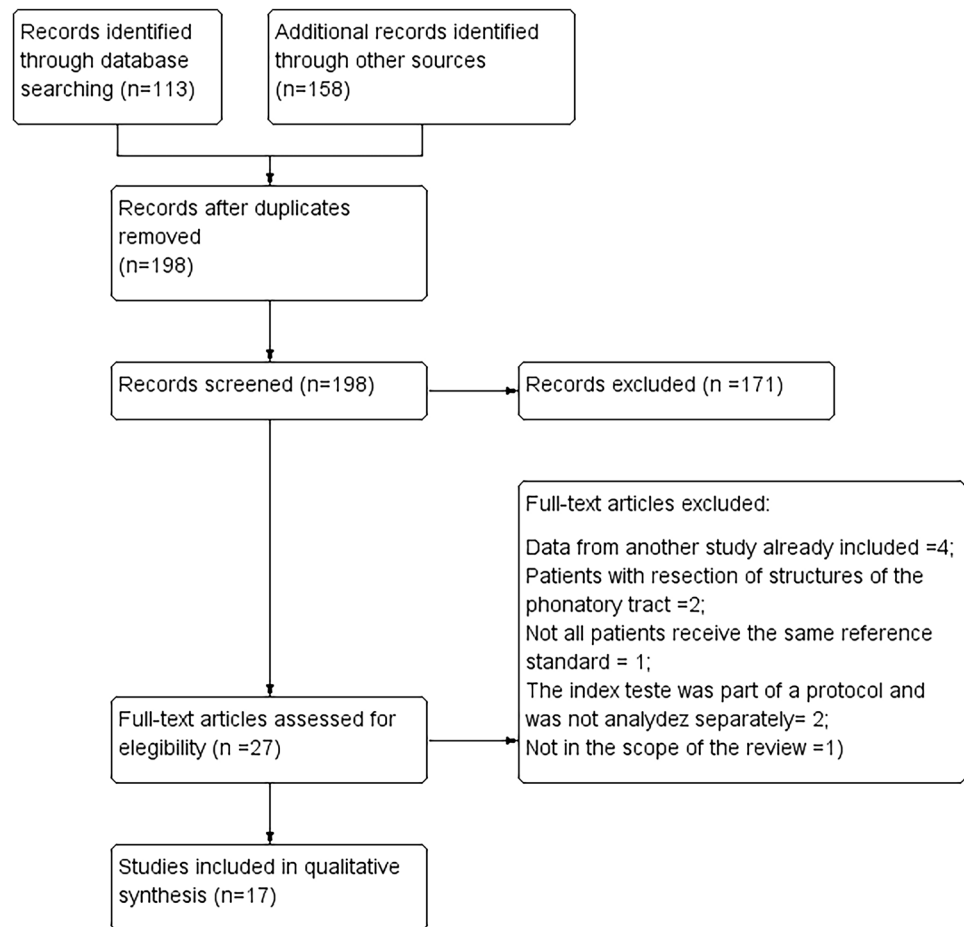 Records identified
through database
searching (n=113)
Additional records identified
through other sources
(n=158)
Records after duplicates
removed
(n=198)
Records screened (n=198)
Records excluded (n =171)
Full-text articles excluded:
Data from another study already included =4;
Patients with resection of structures of the
phonatory tract =2;
Not all patients receive the same reference
standard = 1;
The index teste was part of a protocol and
was not analydez separately= 2;
Not in the scope of the review =1)
Full-text articles assessed for
elegibility (n =27)
Studies included in qualitative
synthesis (n=17)